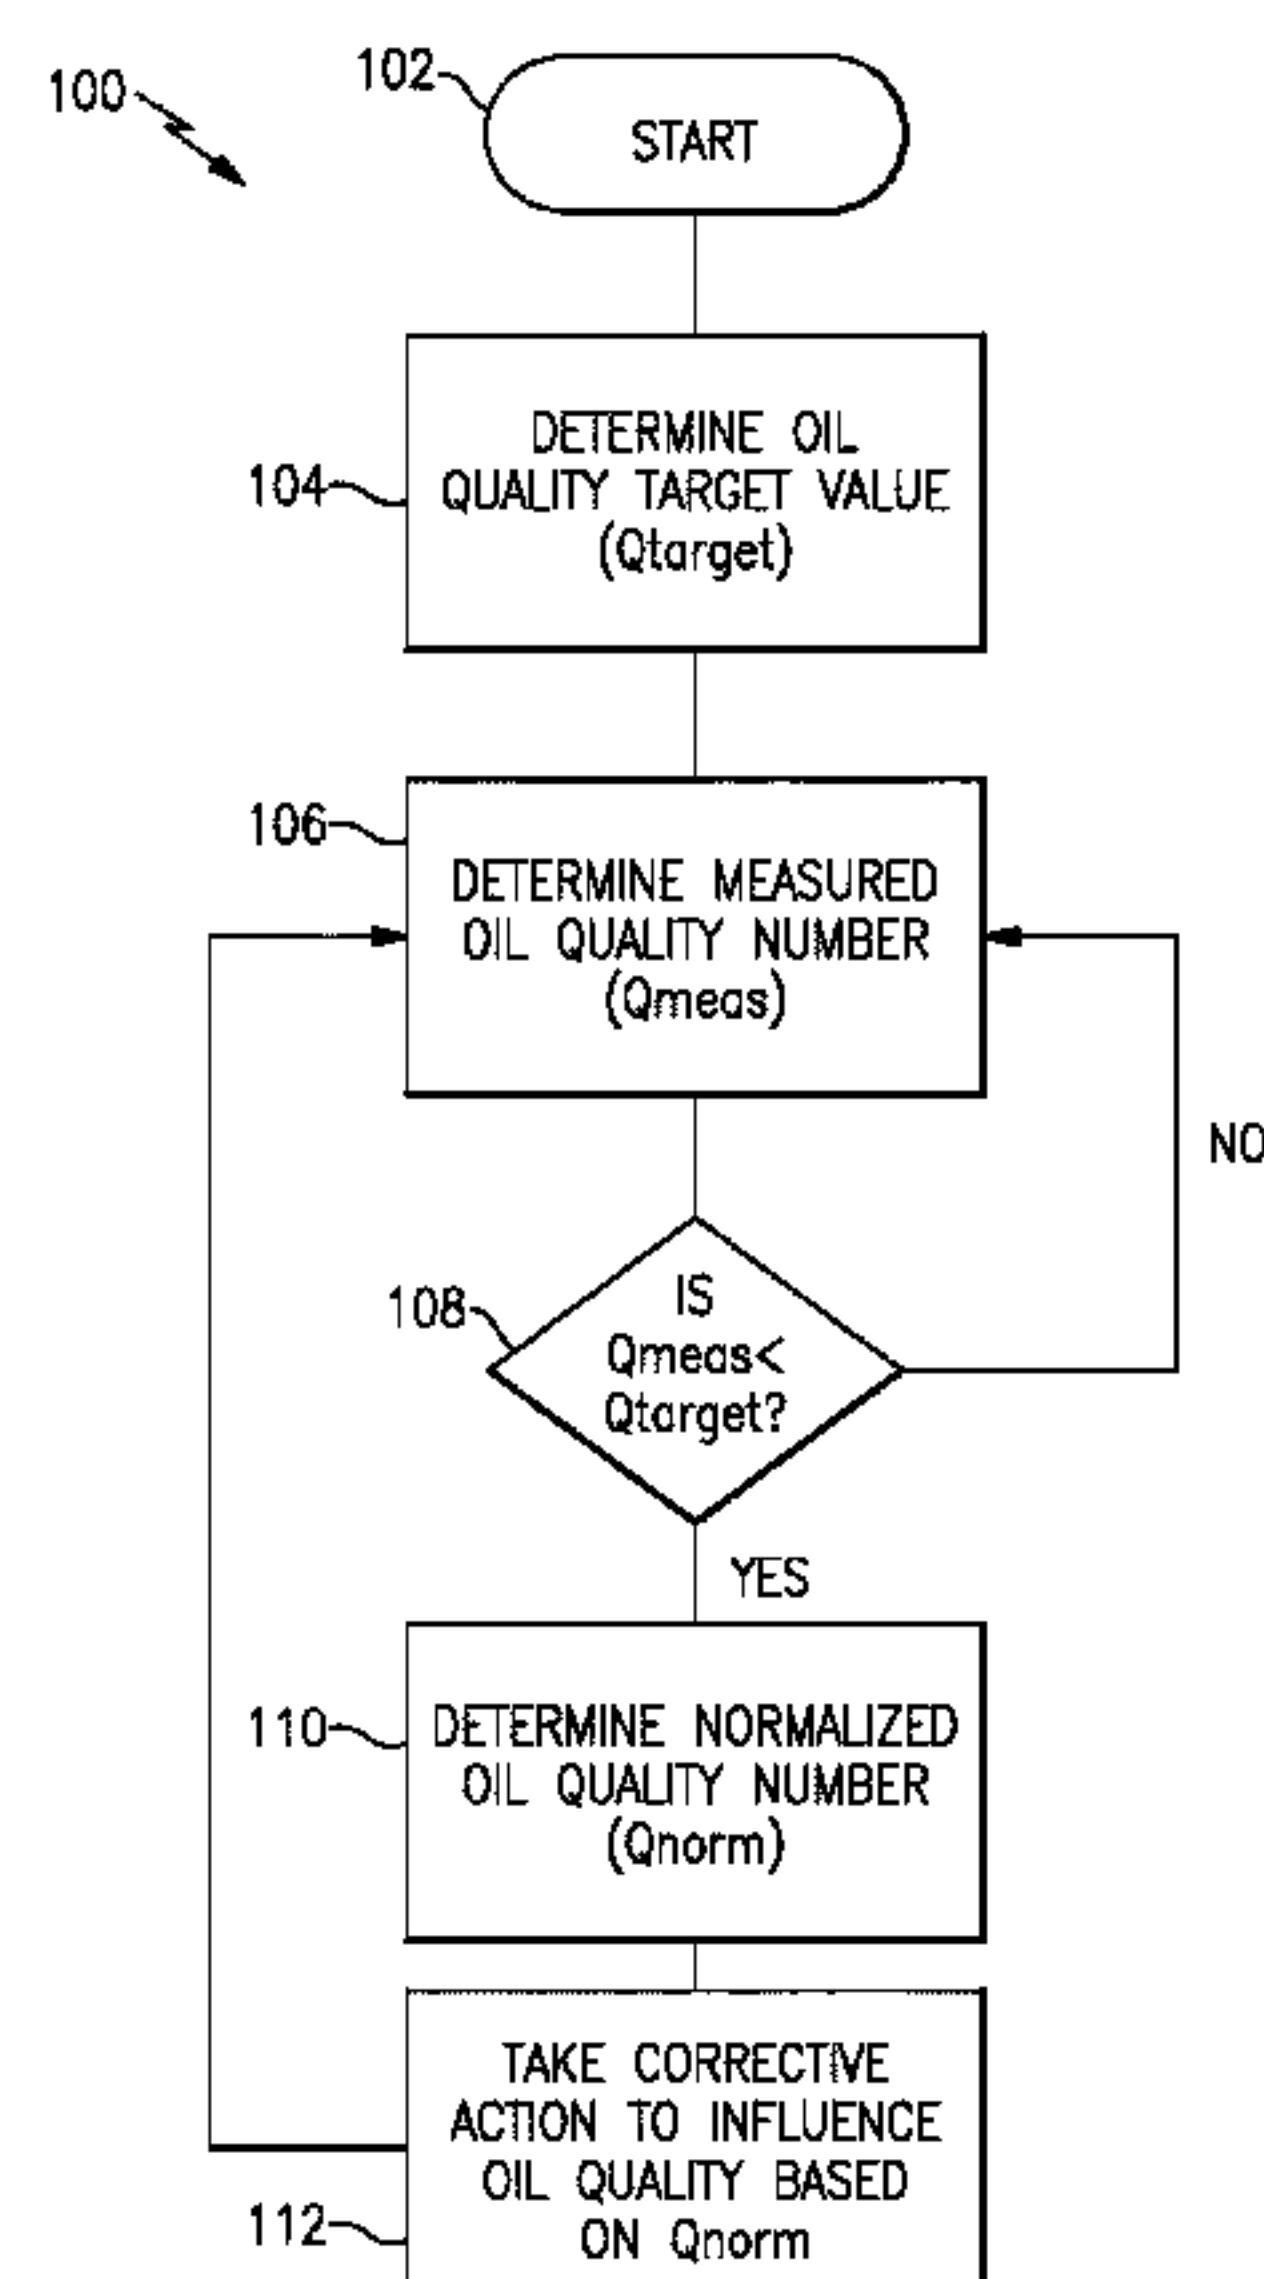 100
102
START
104
DETERMINE OIL
QUALITY TARGET VALUE
(Qtarget)
106
DETERMINE MEASURED
OIL QUALITY NUMBER
(Qmeas)
NO
108
IS
Qmeas<
Qtarget?
YES
110
DETERMINE NORMALIZED
OIL QUALITY NUMBER
(Qnorm)
TAKE CORRECTIVE
ACTION TO INFLUENCE
OIL QUALITY BASED
ON Qnorm
112